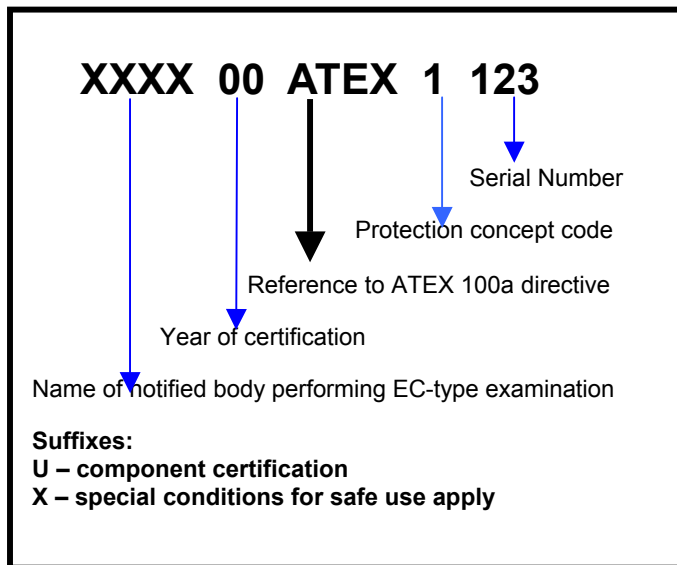 XXXX 00 ATEX 1 123
Serial Number
Protection concept code
Reference to ATEX 100a directive
Year of certification
Name of notified body performing EC-type examination
Suffixes:
U – component certification
X – special conditions for safe use apply